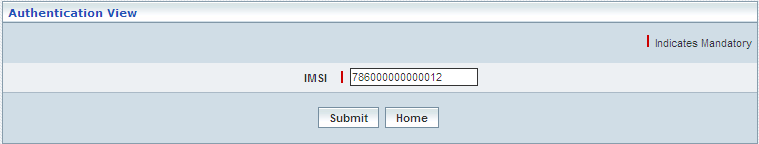 Authentication View
Indicates Mandatory
IMSI 786000000000012
Submit Home